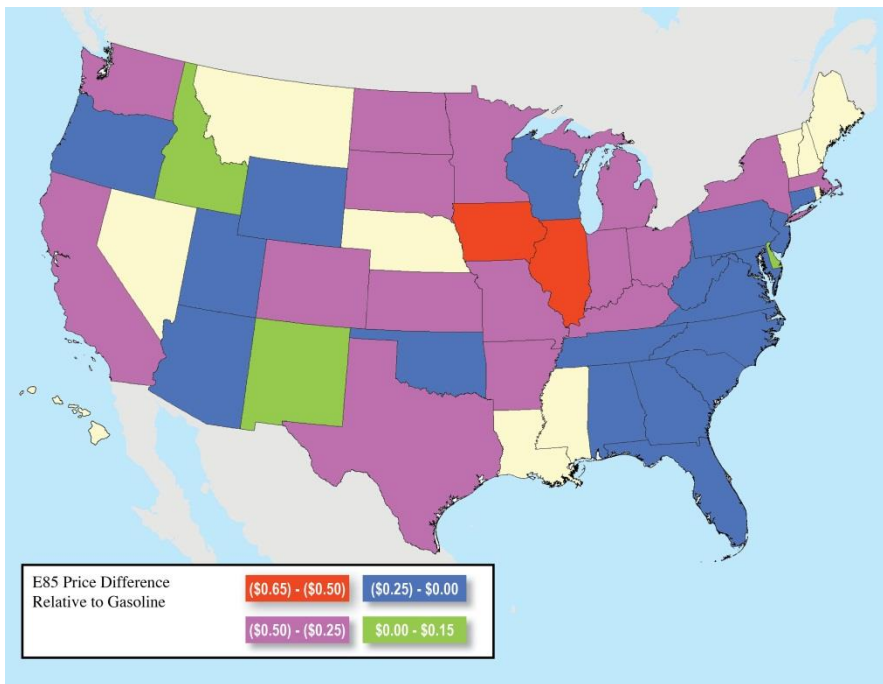 E85 Price Difference
Relative to Gasoline
($0.65) - ($0.50)
($0.25) - $0.00
($0.50) - ($0.25)
$0.00 - $0.15